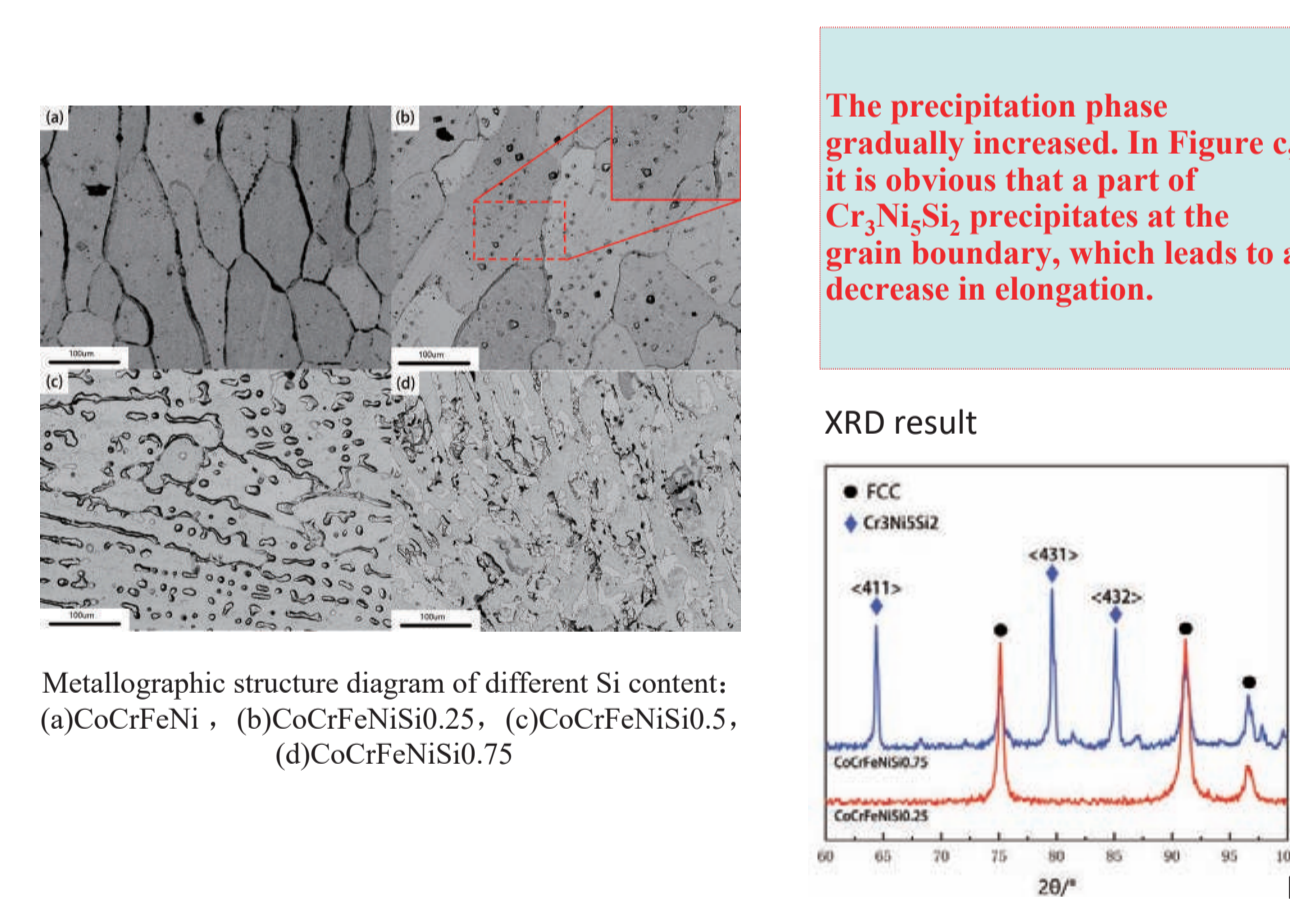 (a)
(b)
100um
100um
(c)
(d)
100um
100um
Metallographic structure diagram of different Si content：
(a)CoCrFeNi ，(b)CoCrFeNiSi0.25，(c)CoCrFeNiSi0.5，
(d)CoCrFeNiSi0.75
The precipitation phase
gradually increased. In Figure c,
it is obvious that a part of
Cr₃Ni₅Si₂ precipitates at the
grain boundary, which leads to a
decrease in elongation.
XRD result
FCC
Cr3Ni5Si2
<431>
<411>
<432>
CoCrFeNiSi0.75
CoCrFeNiSi0.25
60 65 70 75 80 85 90 95
2θ/°